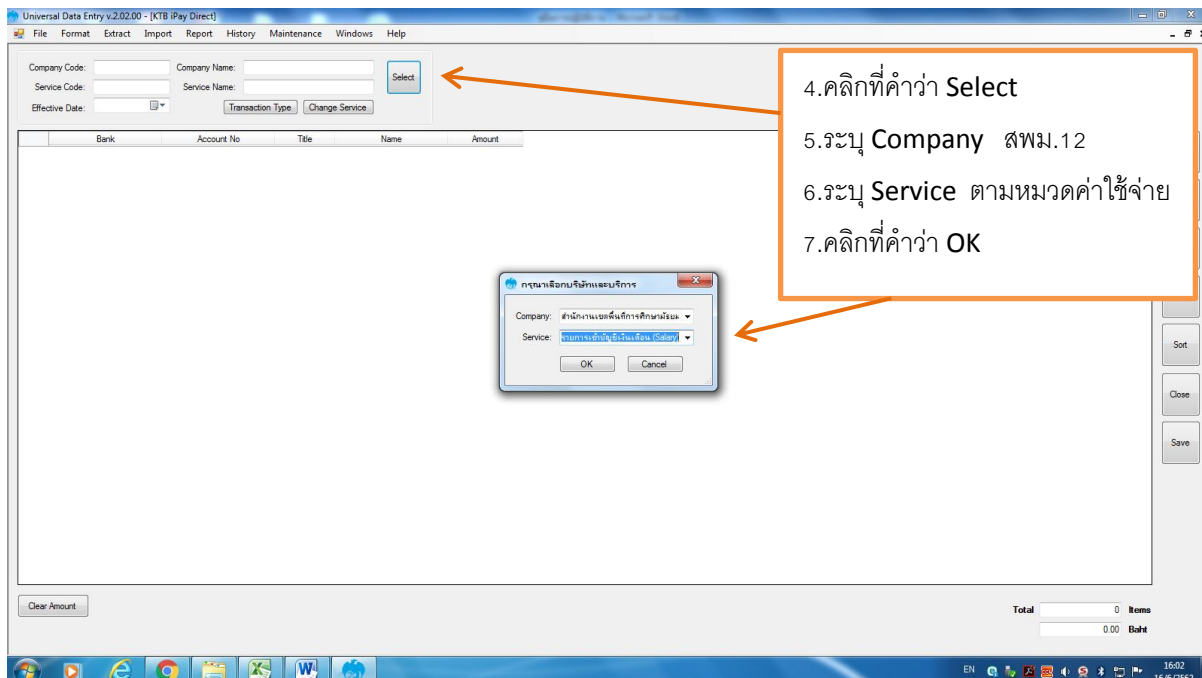 Universal Data Entry v.2.02.00 - [KTB iPay Direct]
File Format Extract Import Report History Maintenance Windows Help
Company Code: Company Name: Select
Service Code: Service Name:
Effective Date: Transaction Type Change Service
Bank Account No Title Name Amount
4.คลิกที่คำว่า Select
5.ระบุ Company สพม.12
6.ระบุ Service ตามหมวดค่าใช้จ่าย
7.คลิกที่คำว่า OK
กรุณาเลือกบริษัทและบริการ
Company: สำนักงานเขตพื้นที่การศึกษามัธยม
Service: รายการเข้าบัญชีเงินเดือน (Salary)
OK Cancel
Sort
Close
Save
Clear Amount
Total 0 Items
0.00 Baht
EN 16:02
16/6/2562